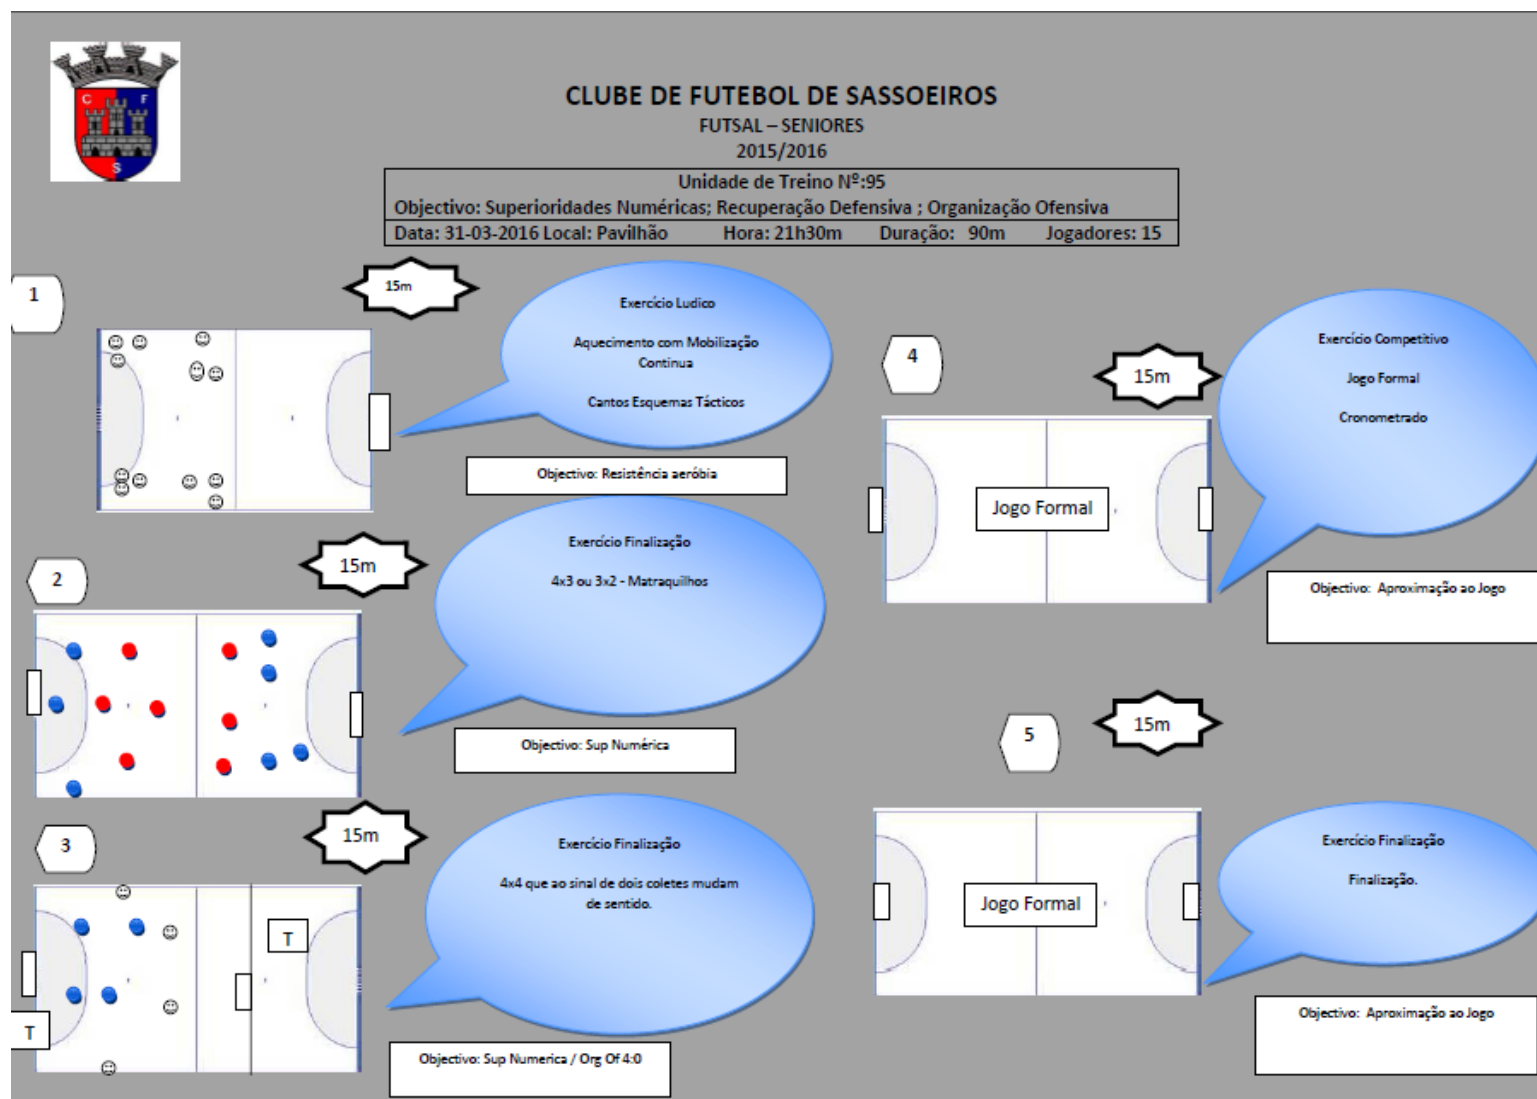 C F
S
CLUBE DE FUTEBOL DE SASSOEIROS
FUTSAL – SENIORES
2015/2016
Unidade de Treino Nº:95
Objectivo: Superioridades Numéricas; Recuperação Defensiva ; Organização Ofensiva
Data: 31-03-2016 Local: Pavilhão Hora: 21h30m Duração: 90m Jogadores: 15
1
15m
Exercício Ludico
Aquecimento com Mobilização
Continua
Cantos Esquemas Tácticos
Objectivo: Resistência aeróbia
2
15m
Exercício Finalização
4x3 ou 3x2 - Matraquilhos
Objectivo: Sup Numérica
3
15m
Exercício Finalização
4x4 que ao sinal de dois coletes mudam
de sentido.
T
T
Objectivo: Sup Numerica / Org Of 4:0
4
15m
Exercício Competitivo
Jogo Formal
Cronometrado
Jogo Formal
Objectivo: Aproximação ao Jogo
5
15m
Exercício Finalização
Finalização.
Jogo Formal
Objectivo: Aproximação ao Jogo